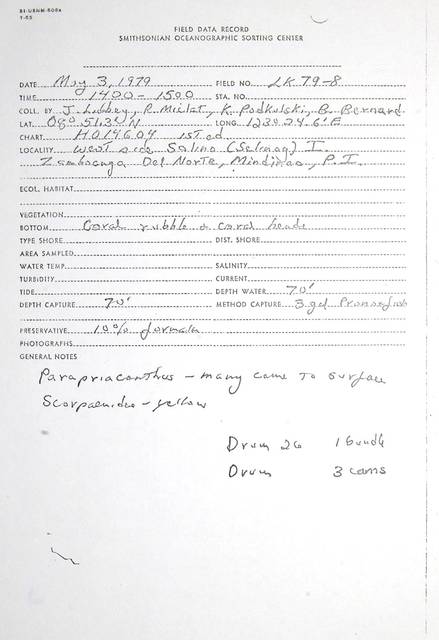 SI-USNM-505a
1-65
FIELD DATA RECORD
SMITHSONIAN OCEANOGRAPHIC SORTING CENTER
DATE May 3, 1979 FIELD NO. LK 79-8
TIME 1400-1500 STA. NO.
COLL. BY J. Libbey, R. Miclat, K. Podkulski, B. Bernard
LAT. 08° 51.3' N LONG. 123° 24.6' E
CHART HO14604 1st ed
LOCALITY West side Salino (Selinog) I.
Zamboanga Del Norte, Mindinao, P.I.
ECOL. HABITAT
VEGETATION
BOTTOM Coral rubble & coral heads
TYPE SHORE DIST. SHORE
AREA SAMPLED
WATER TEMP. SALINITY
TURBIDITY CURRENT
TIDE DEPTH WATER 70'
DEPTH CAPTURE 70' METHOD CAPTURE 3 gal Pronoxfish
PRESERVATIVE 10% formalin
PHOTOGRAPHS
GENERAL NOTES
Parapriacanthus - many came to surface
Scorpaenidae - yellow
Drum 26 1 bundle
Drum 3 cans